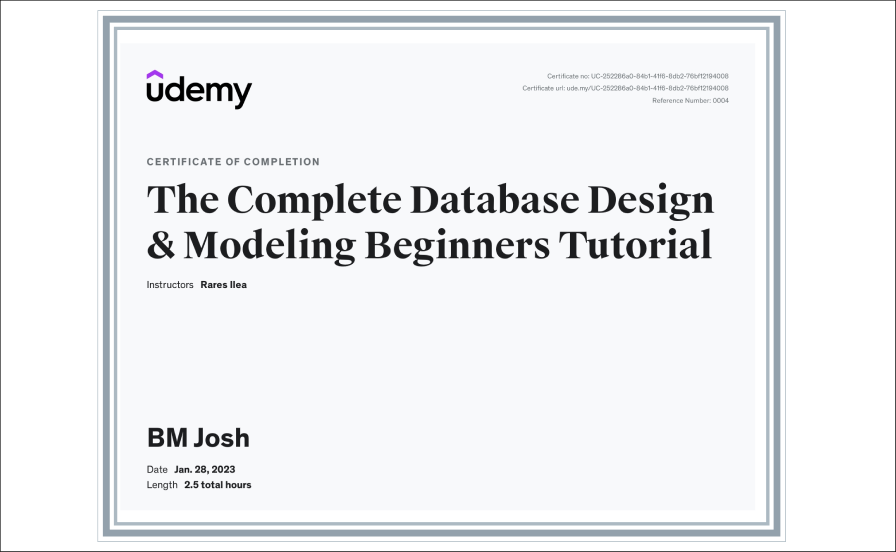 udemy
Certificate no: UC-252286a0-84b1-41f6-8db2-76bf12194008
Certificate url: ude.my/UC-252286a0-84b1-41f6-8db2-76bf12194008
Reference Number: 0004
CERTIFICATE OF COMPLETION
The Complete Database Design
& Modeling Beginners Tutorial
Instructors Rares Ilea
BM Josh
Date Jan. 28, 2023
Length 2.5 total hours